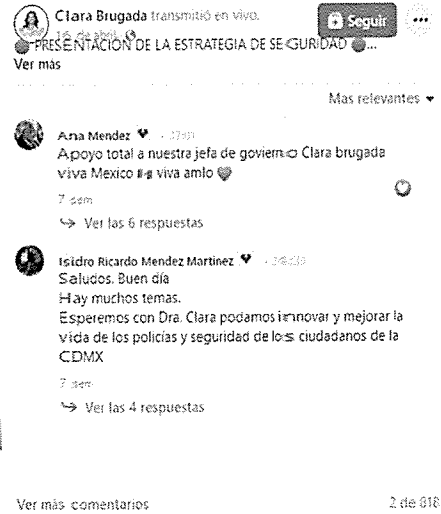 Clara Brugada transmitió en vivo.
Seguir
16 de abril
PRESENTACIÓN DE LA ESTRATEGIA DE SEGURIDAD ...
Ver más
Más relevantes
Ana Mendez
Apoyo total a nuestra jefa de govierno Clara brugada
viva Mexico viva amlo
7 sem
Ver las 6 respuestas
Isidro Ricardo Mendez Martinez
Saludos. Buen día
Hay muchos temas.
Esperemos con Dra. Clara podamos innovar y mejorar la
vida de los policías y seguridad de los ciudadanos de la
CDMX
7 sem
Ver las 4 respuestas
Ver más comentarios
2 de 818